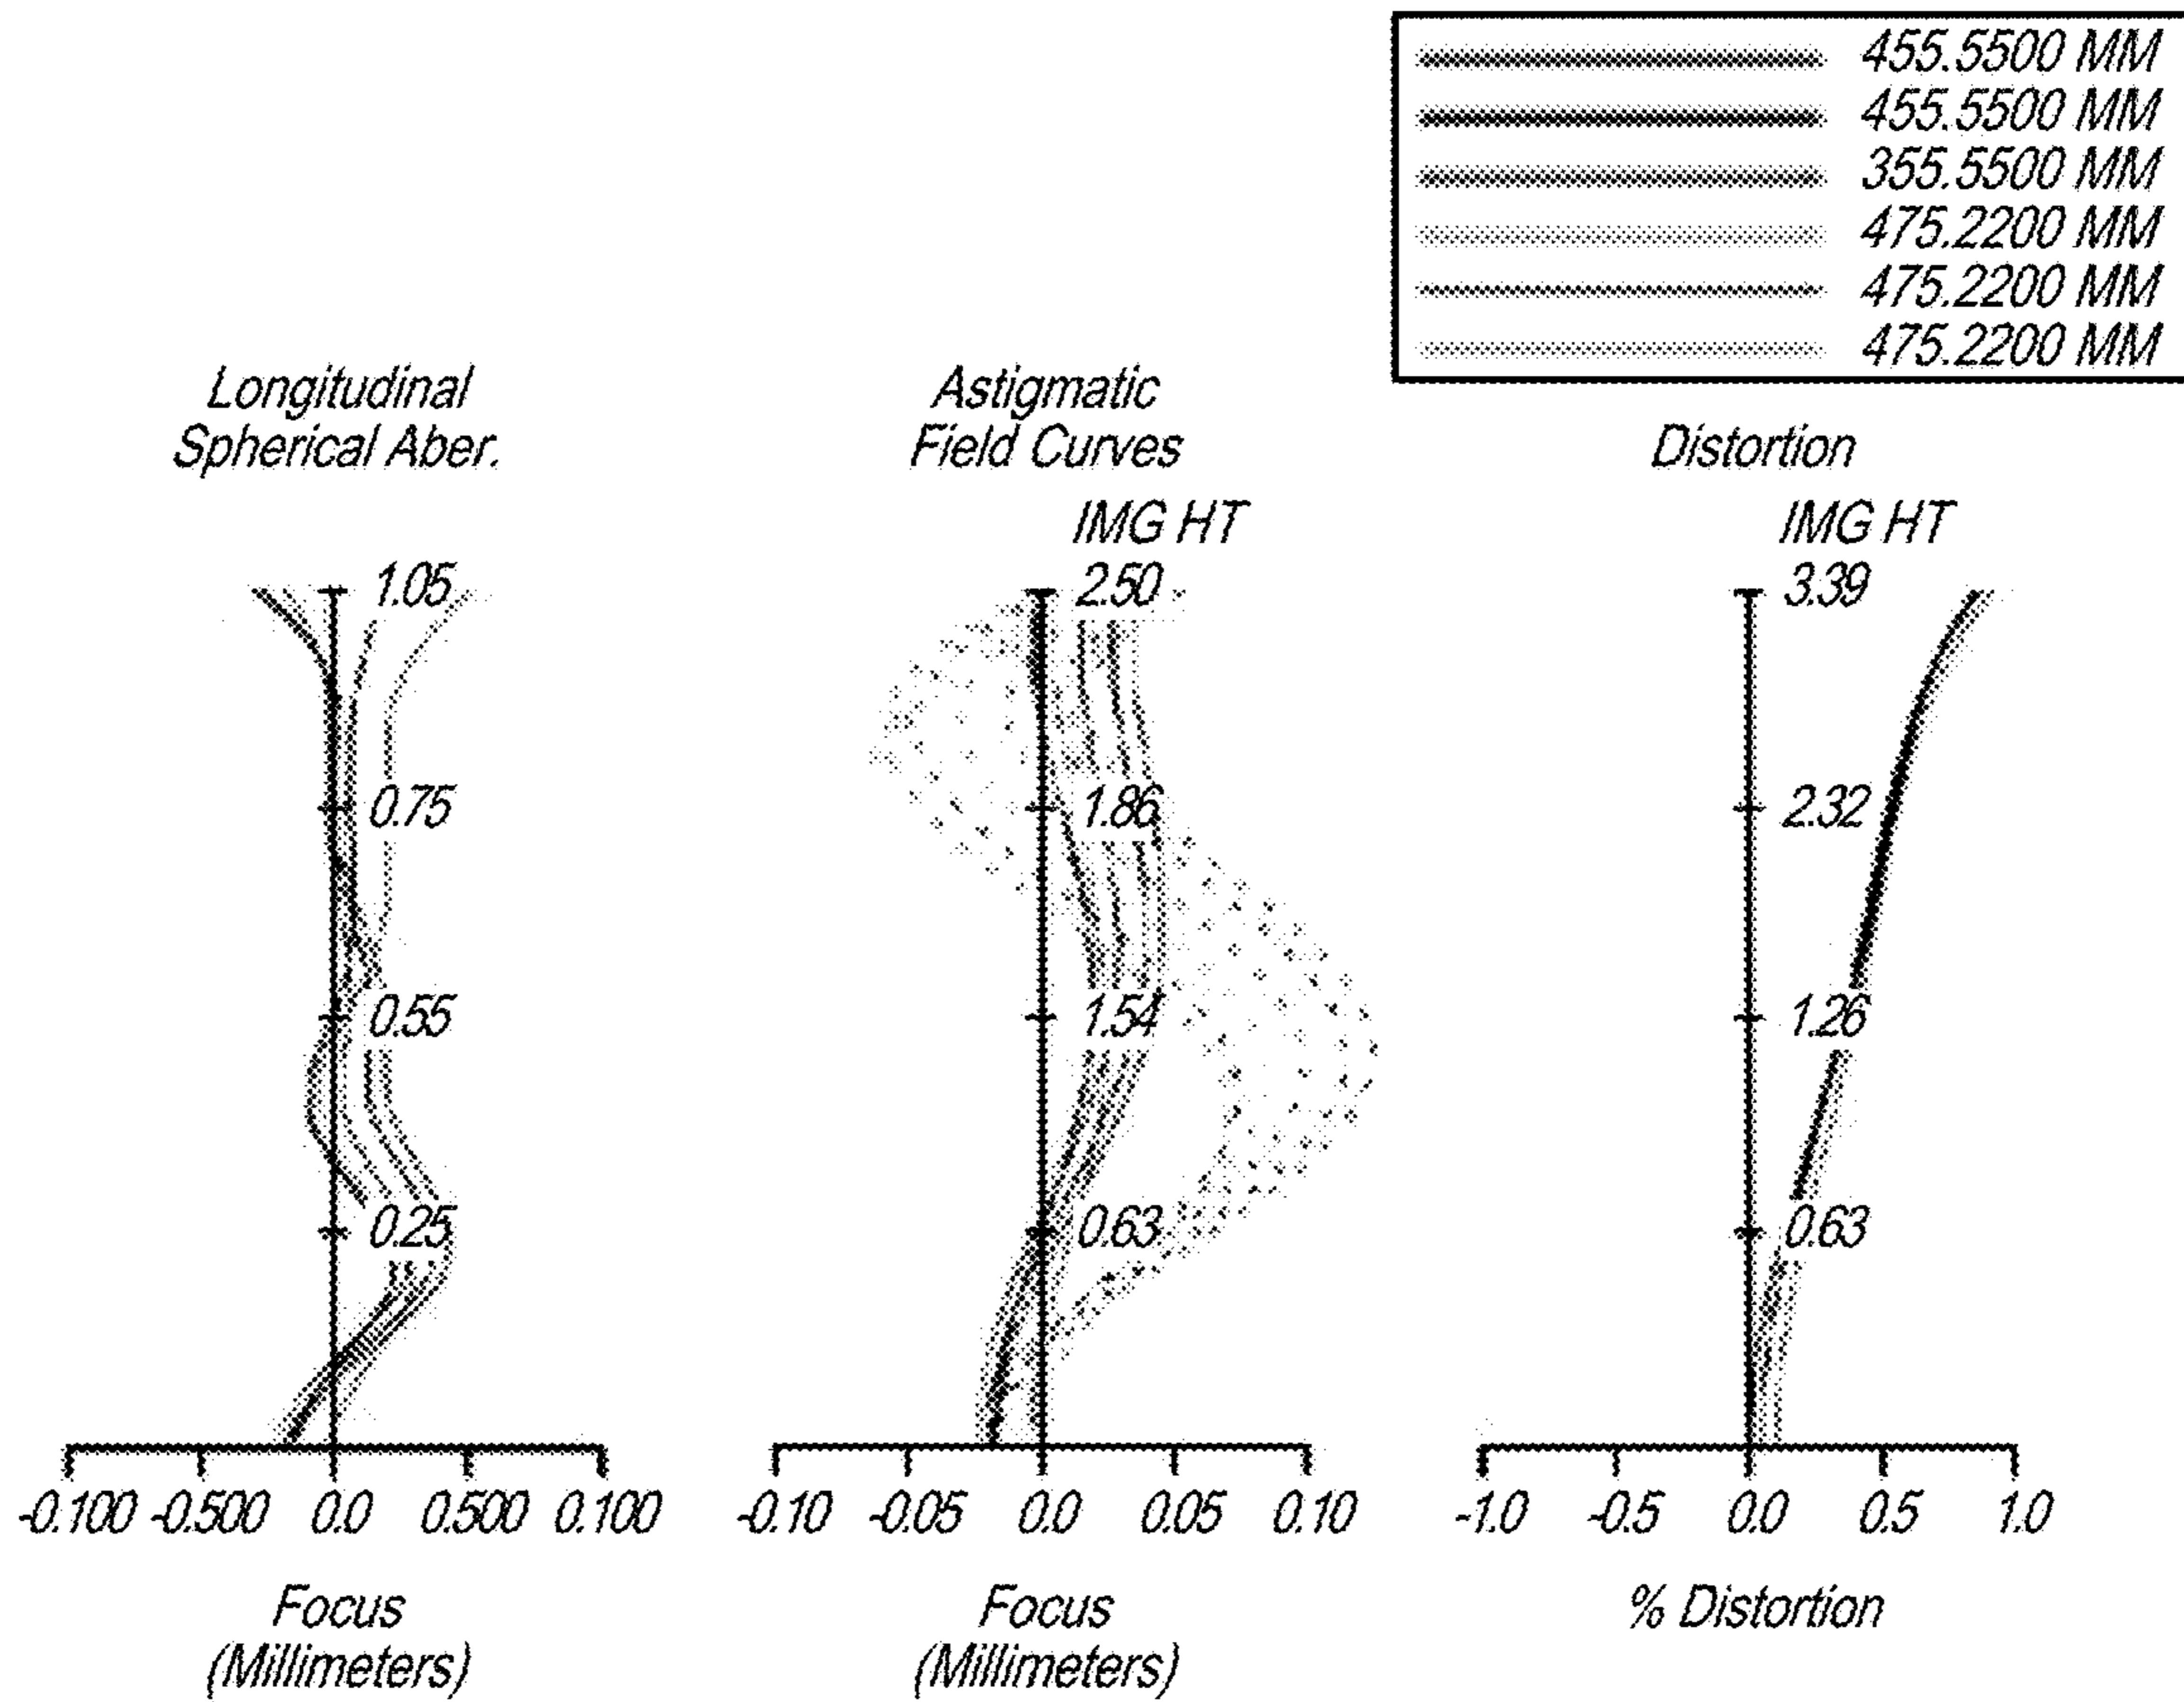 455.5500 MM
455.5500 MM
355.5500 MM
475.2200 MM
475.2200 MM
475.2200 MM
Longitudinal
Spherical Aber.
1.05
0.75
0.55
0.25
-0.100 -0.500 0.0 0.500 0.100
Focus
(Millimeters)
Astigmatic
Field Curves
IMG HT
2.50
1.86
1.54
0.63
-0.10 -0.05 0.0 0.05 0.10
Focus
(Millimeters)
Distortion
IMG HT
3.39
2.32
1.26
0.63
-1.0 -0.5 0.0 0.5 1.0
% Distortion